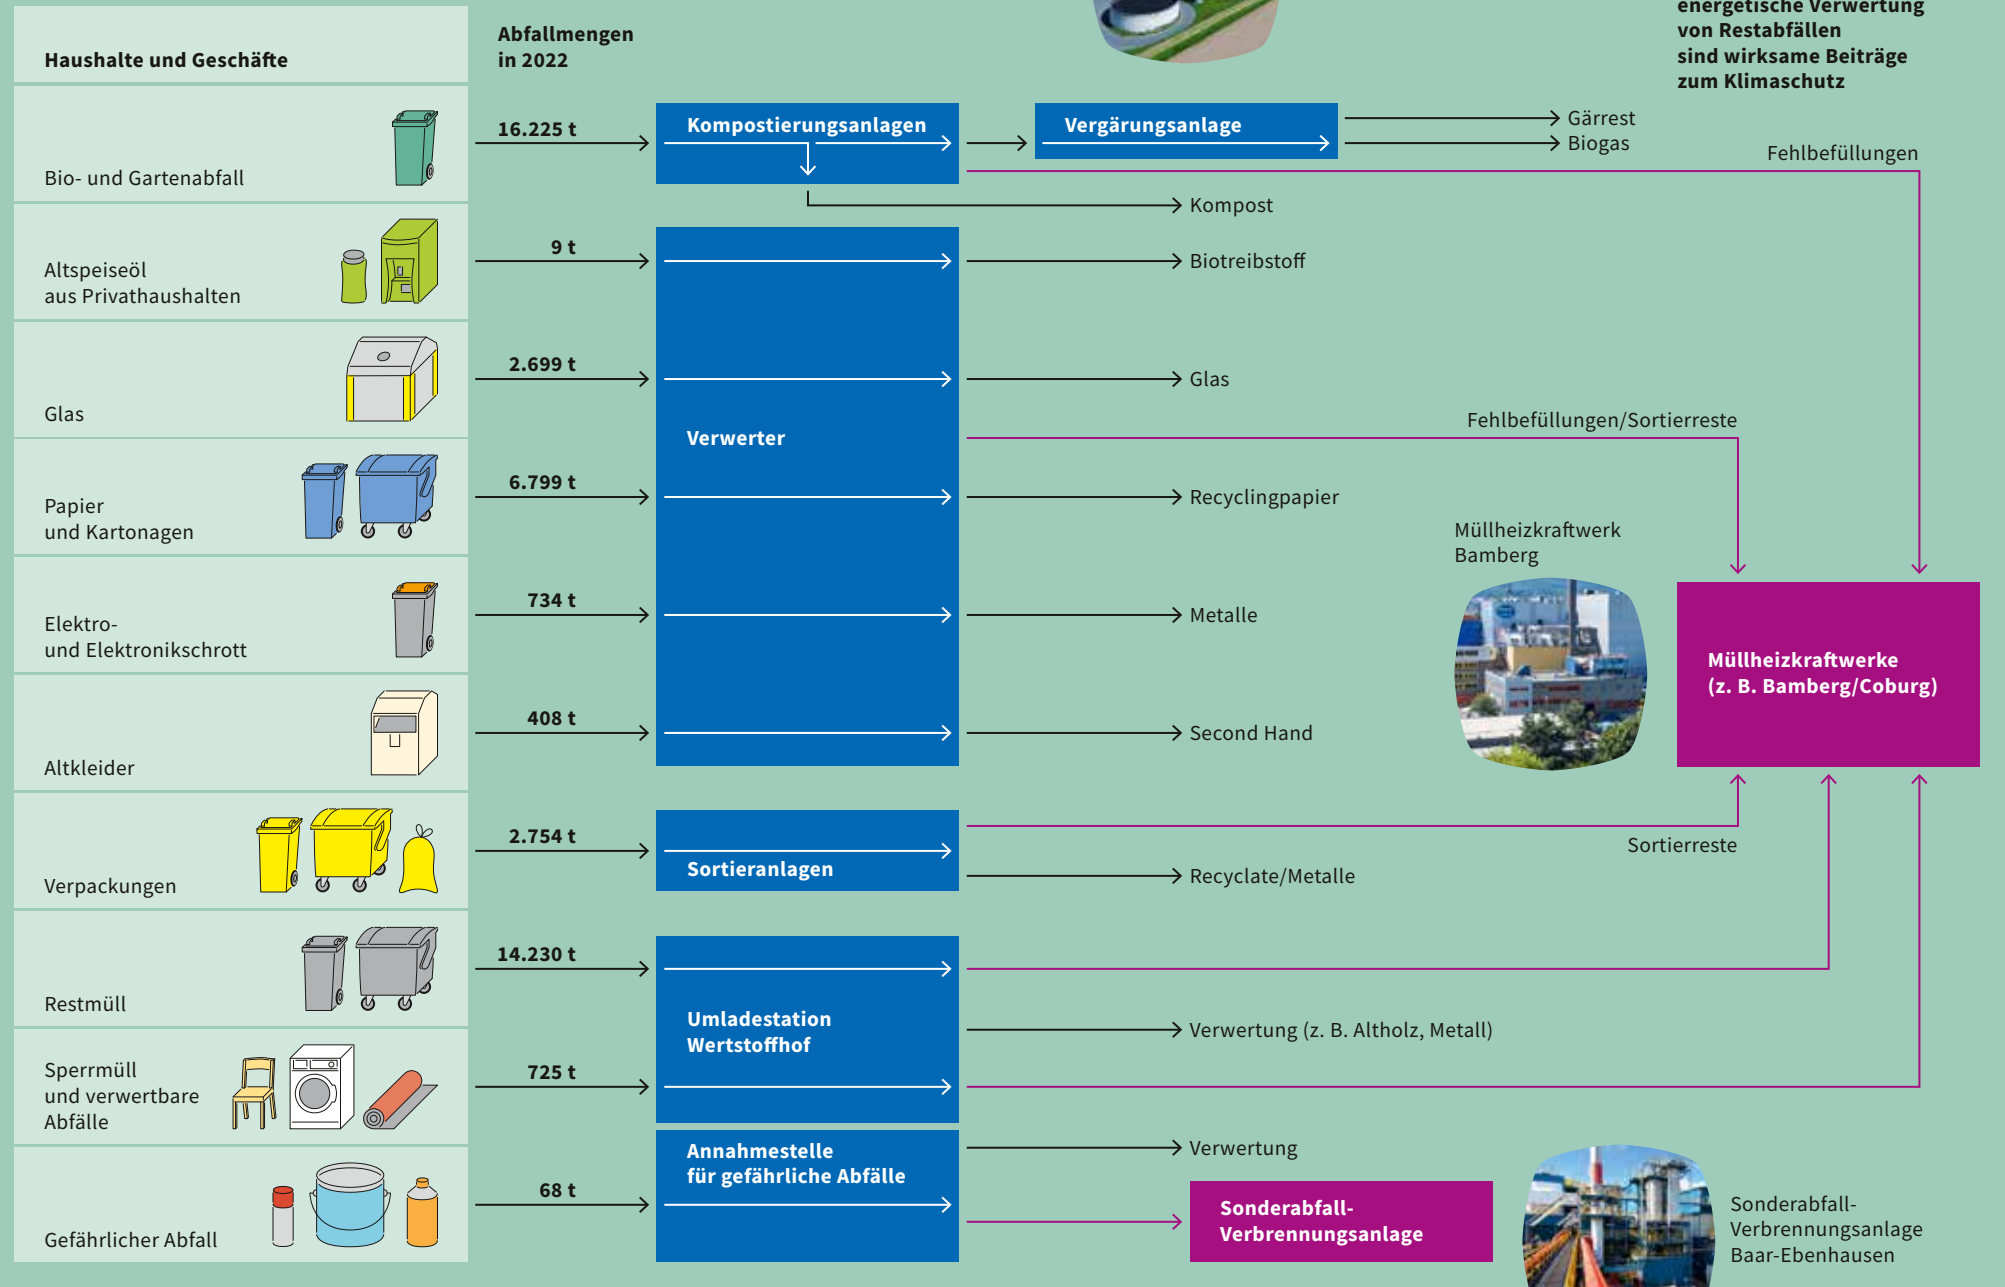 energetische Verwertung
von Restabfällen
sind wirksame Beiträge
zum Klimaschutz
Haushalte und Geschäfte
Abfallmengen
in 2022
Bio- und Gartenabfall
16.225 t
Kompostierungsanlagen
Vergärungsanlage
Gärrest
Biogas
Fehlbefüllungen
Kompost
Altspeiseöl
aus Privathaushalten
9 t
Biotreibstoff
Glas
2.699 t
Glas
Verwerter
Fehlbefüllungen/Sortierreste
Papier
und Kartonagen
6.799 t
Recyclingpapier
Müllheizkraftwerk
Bamberg
Elektro-
und Elektronikschrott
734 t
Metalle
Müllheizkraftwerke
(z. B. Bamberg/Coburg)
Altkleider
408 t
Second Hand
Verpackungen
2.754 t
Sortieranlagen
Sortierreste
Recyclate/Metalle
Restmüll
14.230 t
Umladestation
Wertstoffhof
Verwertung (z. B. Altholz, Metall)
Sperrmüll
und verwertbare
Abfälle
725 t
Annahmestelle
für gefährliche Abfälle
Verwertung
Gefährlicher Abfall
68 t
Sonderabfall-
Verbrennungsanlage
Sonderabfall-
Verbrennungsanlage
Baar-Ebenhausen